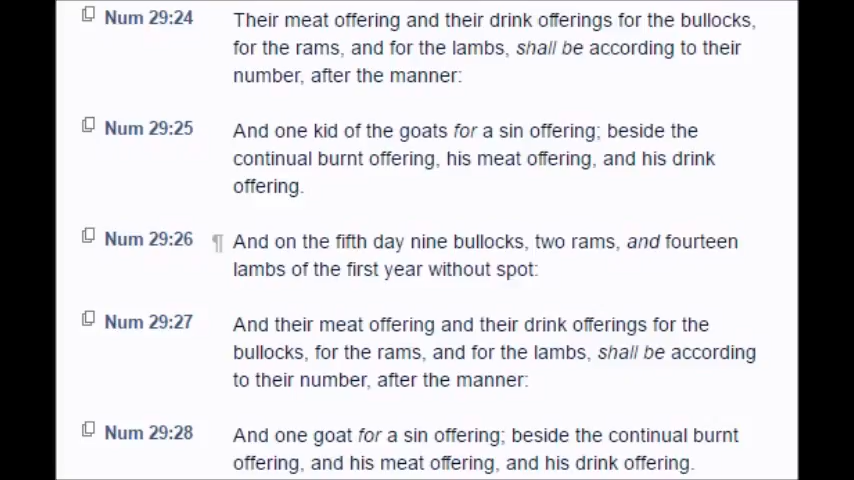 Num 29:24 Their meat offering and their drink offerings for the bullocks,
for the rams, and for the lambs, shall be according to their
number, after the manner:
Num 29:25 And one kid of the goats for a sin offering; beside the
continual burnt offering, his meat offering, and his drink
offering.
Num 29:26 ¶ And on the fifth day nine bullocks, two rams, and fourteen
lambs of the first year without spot:
Num 29:27 And their meat offering and their drink offerings for the
bullocks, for the rams, and for the lambs, shall be according
to their number, after the manner:
Num 29:28 And one goat for a sin offering; beside the continual burnt
offering, and his meat offering, and his drink offering.